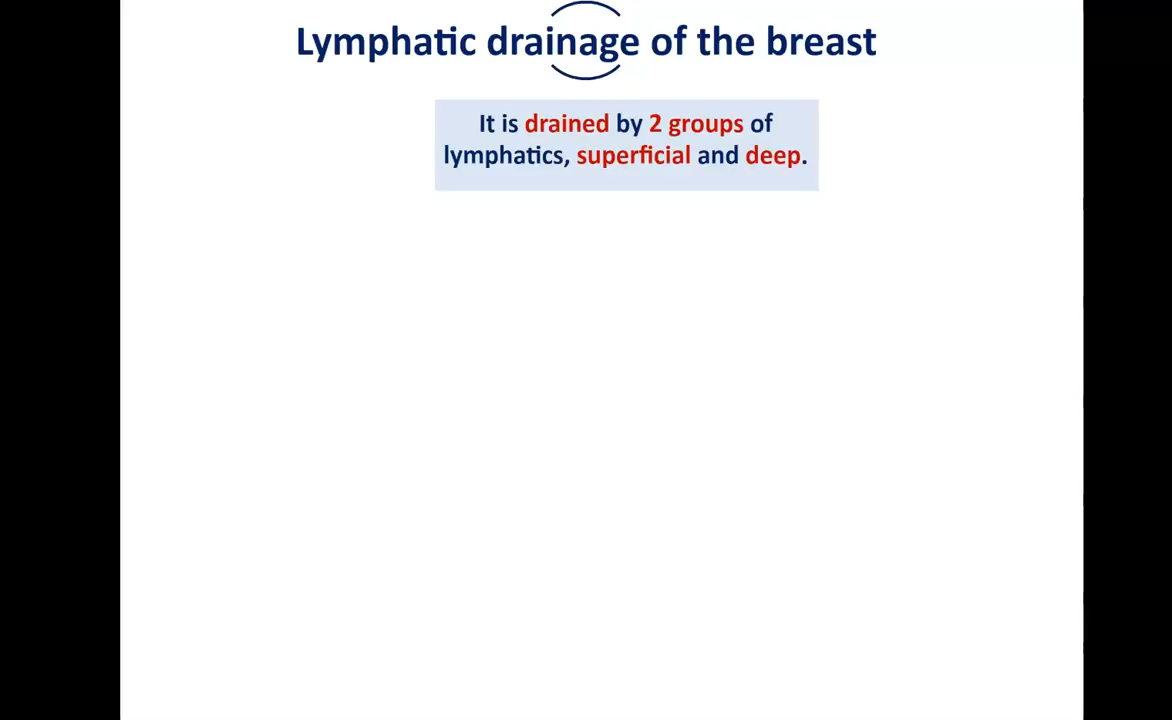 Lymphatic drainage of the breast
It is drained by 2 groups of
lymphatics, superficial and deep.